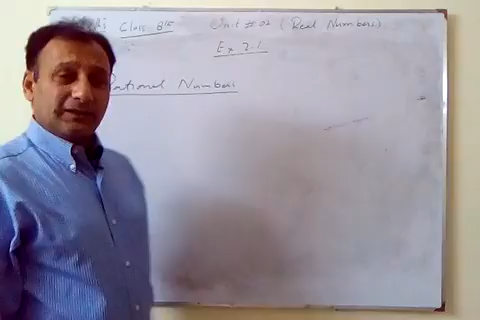 Class 8th Unit # 02 (Real Numbers)
Ex 2.1
Rational Numbers